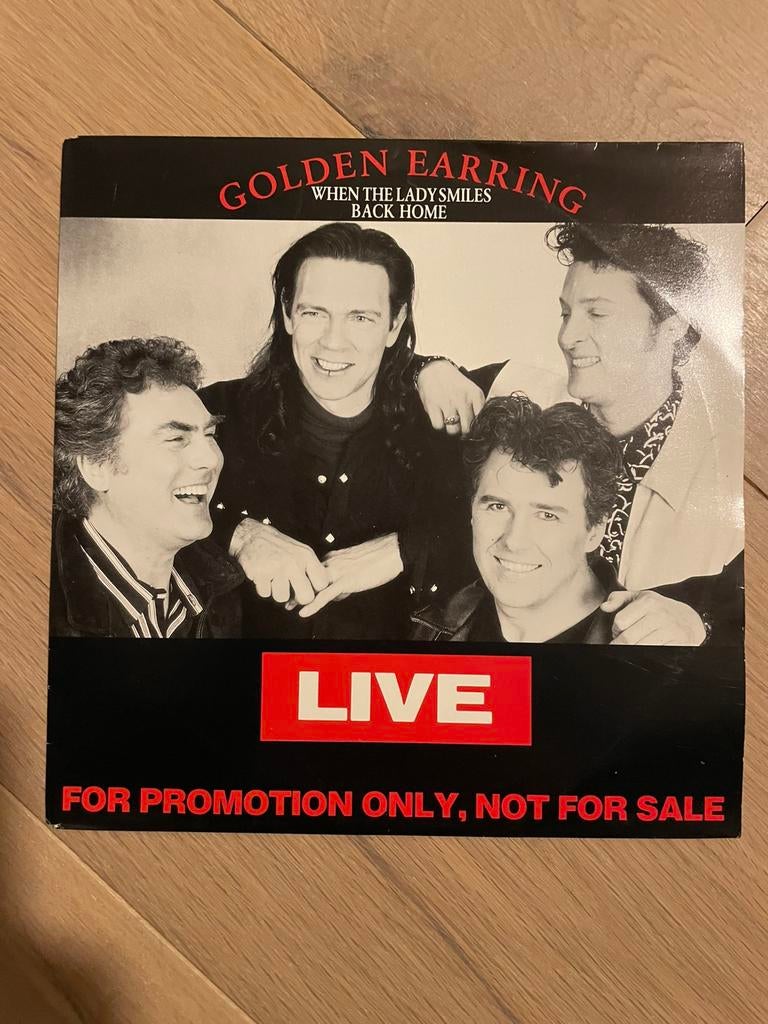 GOLDEN EARRING
WHEN THE LADY SMILES
BACK HOME
LIVE
FOR PROMOTION ONLY, NOT FOR SALE